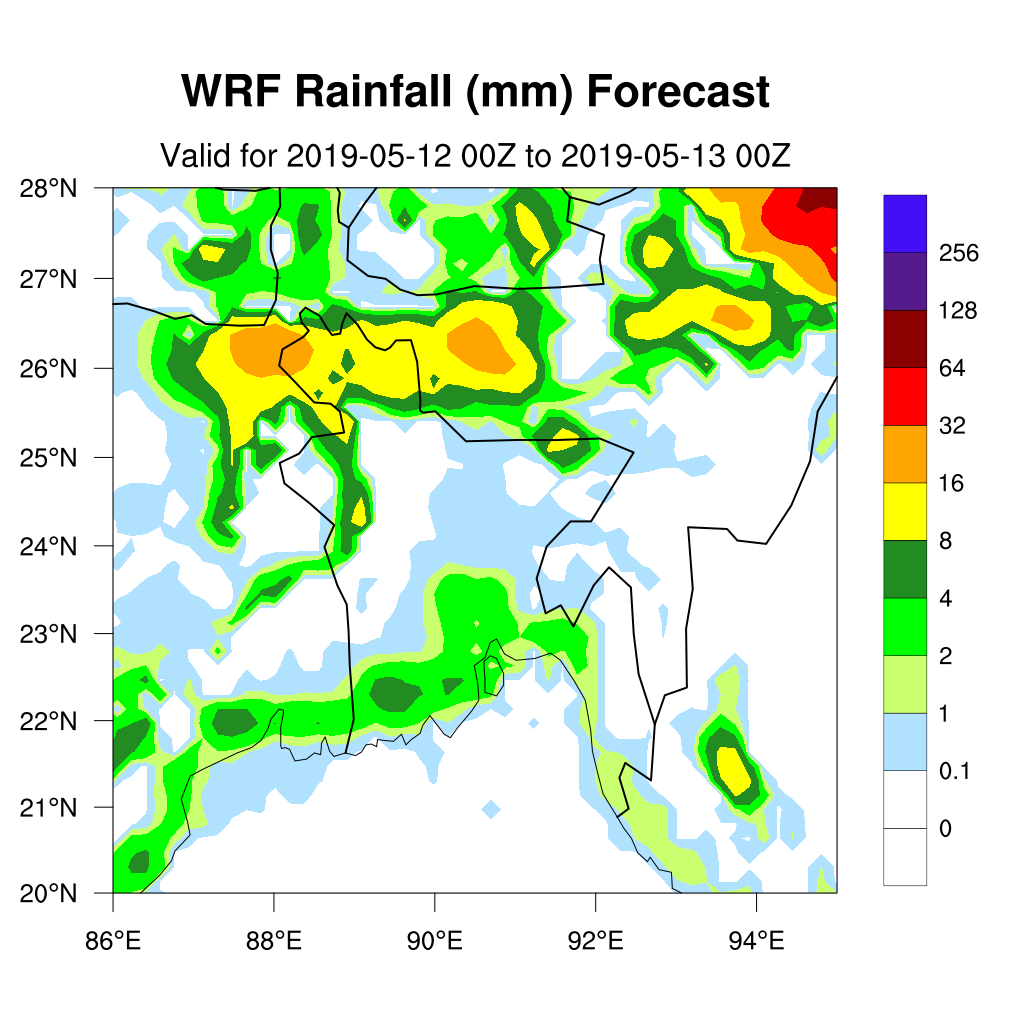 WRF Rainfall (mm) Forecast
Valid for 2019-05-12 00Z to 2019-05-13 00Z
28°N
27°N
26°N
25°N
24°N
23°N
22°N
21°N
20°N
86°E 88°E 90°E 92°E 94°E
256
128
64
32
16
8
4
2
1
0.1
0